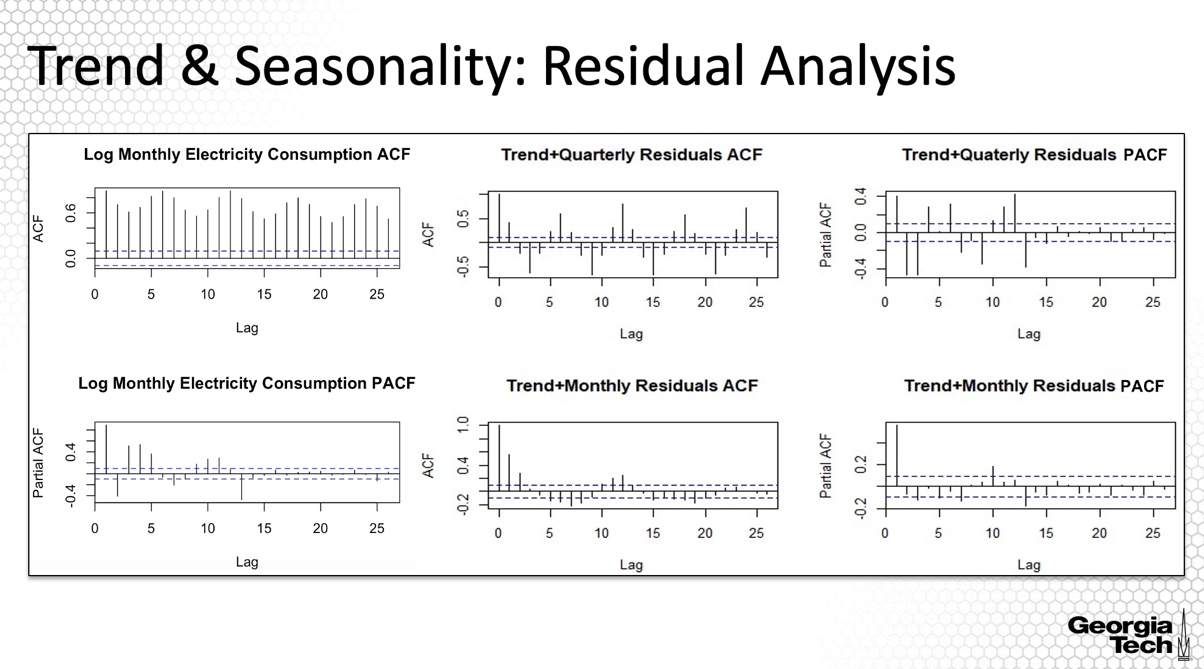 Trend & Seasonality: Residual Analysis
Log Monthly Electricity Consumption ACF
ACF
0.6
0.0
0 5 10 15 20 25
Lag
Trend+Quarterly Residuals ACF
ACF
0.5
-0.5
0 5 10 15 20 25
Lag
Trend+Quaterly Residuals PACF
Partial ACF
0.4
0.0
-0.4
0 5 10 15 20 25
Lag
Log Monthly Electricity Consumption PACF
Partial ACF
0.4
-0.4
0 5 10 15 20 25
Lag
Trend+Monthly Residuals ACF
ACF
1.0
0.4
-0.2
0 5 10 15 20 25
Lag
Trend+Monthly Residuals PACF
Partial ACF
0.2
-0.2
0 5 10 15 20 25
Lag
Georgia
Tech